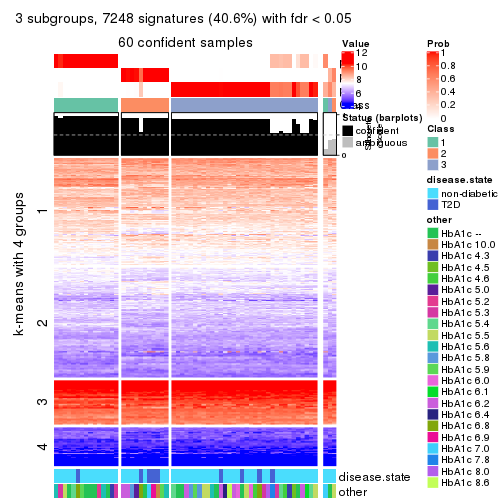 3 subgroups, 7248 signatures (40.6%) with fdr < 0.05
60 confident samples
k-means with 4 groups
1
2
3
4
Value
12
10
8
6
Class
Status (barplots)
confident
ambiguous
0
disease.state
other
Prob
1
0.8
0.6
0.4
0.2
0
Class
1
2
3
disease.state
non-diabetic
T2D
other
HbA1c --
HbA1c 10.0
HbA1c 4.3
HbA1c 4.5
HbA1c 4.6
HbA1c 5.0
HbA1c 5.2
HbA1c 5.3
HbA1c 5.4
HbA1c 5.5
HbA1c 5.6
HbA1c 5.8
HbA1c 5.9
HbA1c 6.0
HbA1c 6.1
HbA1c 6.2
HbA1c 6.4
HbA1c 6.8
HbA1c 6.9
HbA1c 7.0
HbA1c 7.8
HbA1c 8.0
HbA1c 8.6